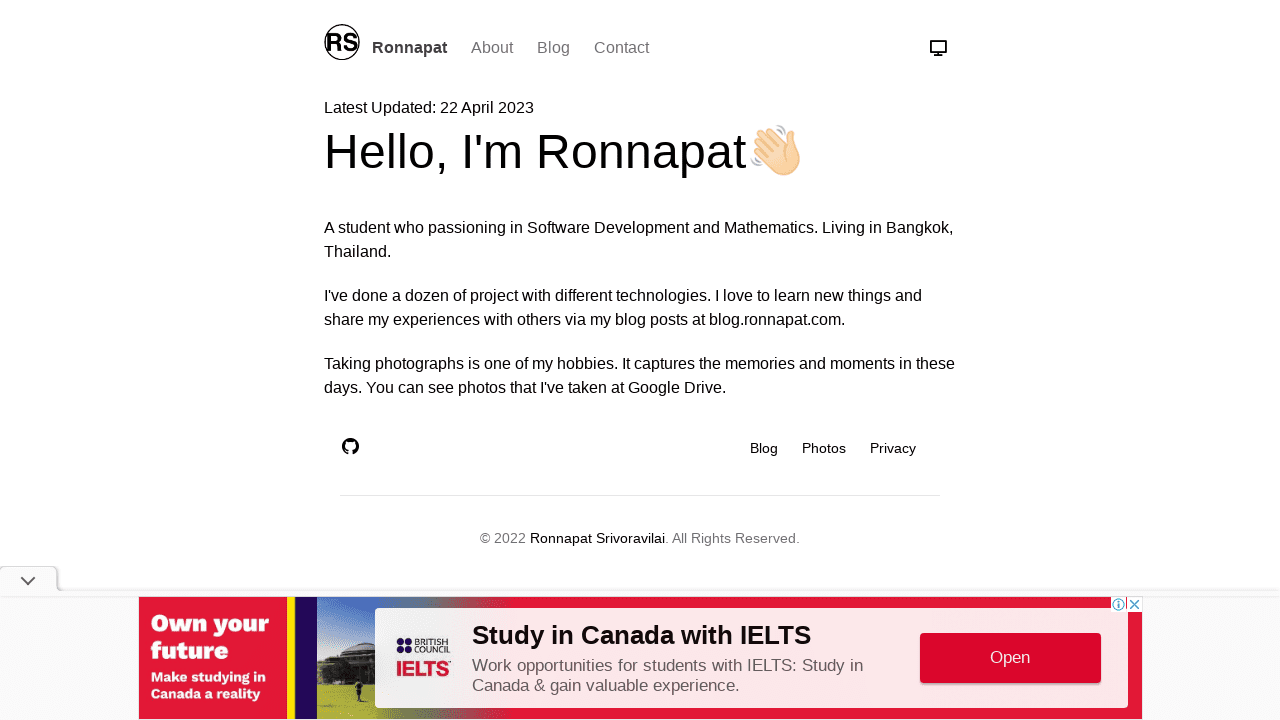 RS Ronnapat About Blog Contact
Latest Updated: 22 April 2023
Hello, I'm Ronnapat👋🏼
A student who passioning in Software Development and Mathematics. Living in Bangkok,
Thailand.
I've done a dozen of project with different technologies. I love to learn new things and
share my experiences with others via my blog posts at blog.ronnapat.com.
Taking photographs is one of my hobbies. It captures the memories and moments in these
days. You can see photos that I've taken at Google Drive.
Blog Photos Privacy
© 2022 Ronnapat Srivoravilai. All Rights Reserved.
Own your
future
Make studying in
Canada a reality
BRITISH
COUNCIL
IELTS
Study in Canada with IELTS
Work opportunities for students with IELTS: Study in
Canada & gain valuable experience.
Open